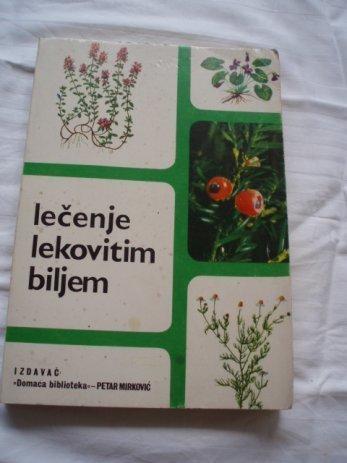 lečenje
lekovitim
biljem
IZDAVAČ
»Domaća biblioteka«—PETAR MIRKOVIĆ